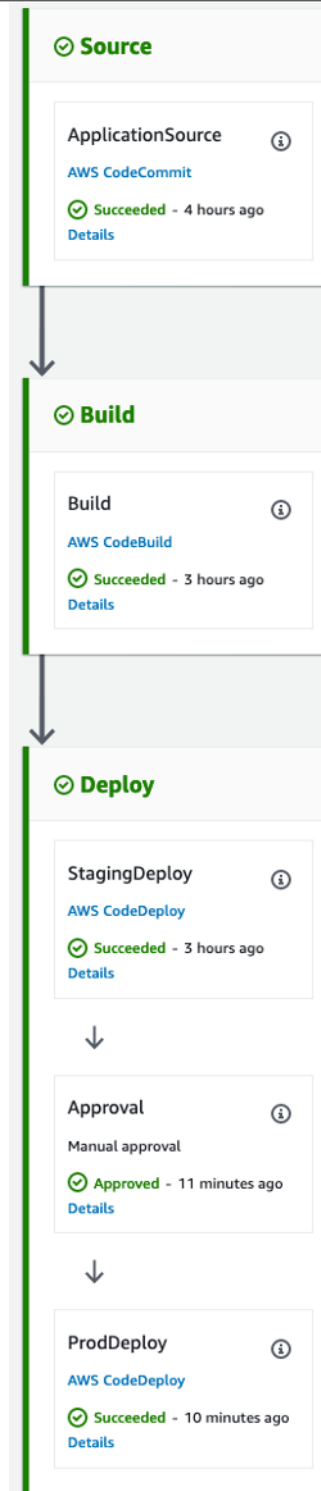 Source
ApplicationSource
AWS CodeCommit
Succeeded - 4 hours ago
Details
Build
Build
AWS CodeBuild
Succeeded - 3 hours ago
Details
Deploy
StagingDeploy
AWS CodeDeploy
Succeeded - 3 hours ago
Details
Approval
Manual approval
Approved - 11 minutes ago
Details
ProdDeploy
AWS CodeDeploy
Succeeded - 10 minutes ago
Details